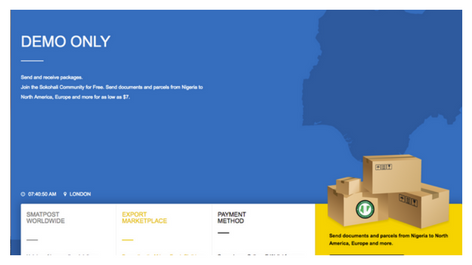 DEMO ONLY
Send and receive packages.
Join the Sokohali Community for Free. Send documents and parcels from Nigeria to
North America, Europe and more for as low as $7.
07:40:50 AM LONDON
SMATPOST
WORLDWIDE
EXPORT
MARKETPLACE
PAYMENT
METHOD
Send documents and parcels from Nigeria to North
America, Europe and more.